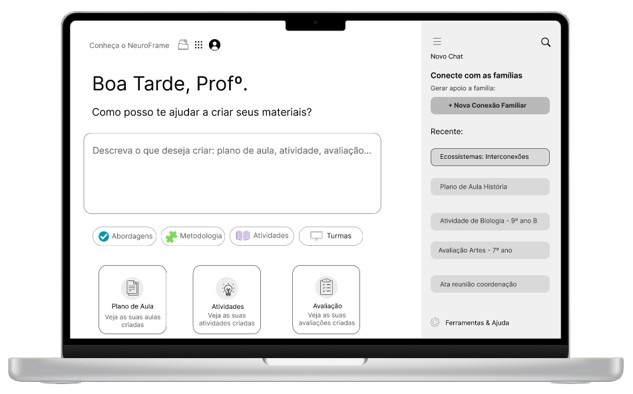 Conheça o NeuroFrame
Boa Tarde, Profº.
Como posso te ajudar a criar seus materiais?
Descreva o que deseja criar: plano de aula, atividade, avaliação...
Abordagens
Metodologia
Atividades
Turmas
Plano de Aula
Veja as suas aulas
criadas
Atividades
Veja as suas
atividades criadas
Avaliação
Veja as suas
avaliações criadas
Novo Chat
Conecte com as famílias
Gerar apoio a família:
+ Nova Conexão Familiar
Recente:
Ecossistemas: Interconexões
Plano de Aula História
Atividade de Biologia - 9º ano B
Avaliação Artes - 7º ano
Ata reunião coordenação
Ferramentas & Ajuda